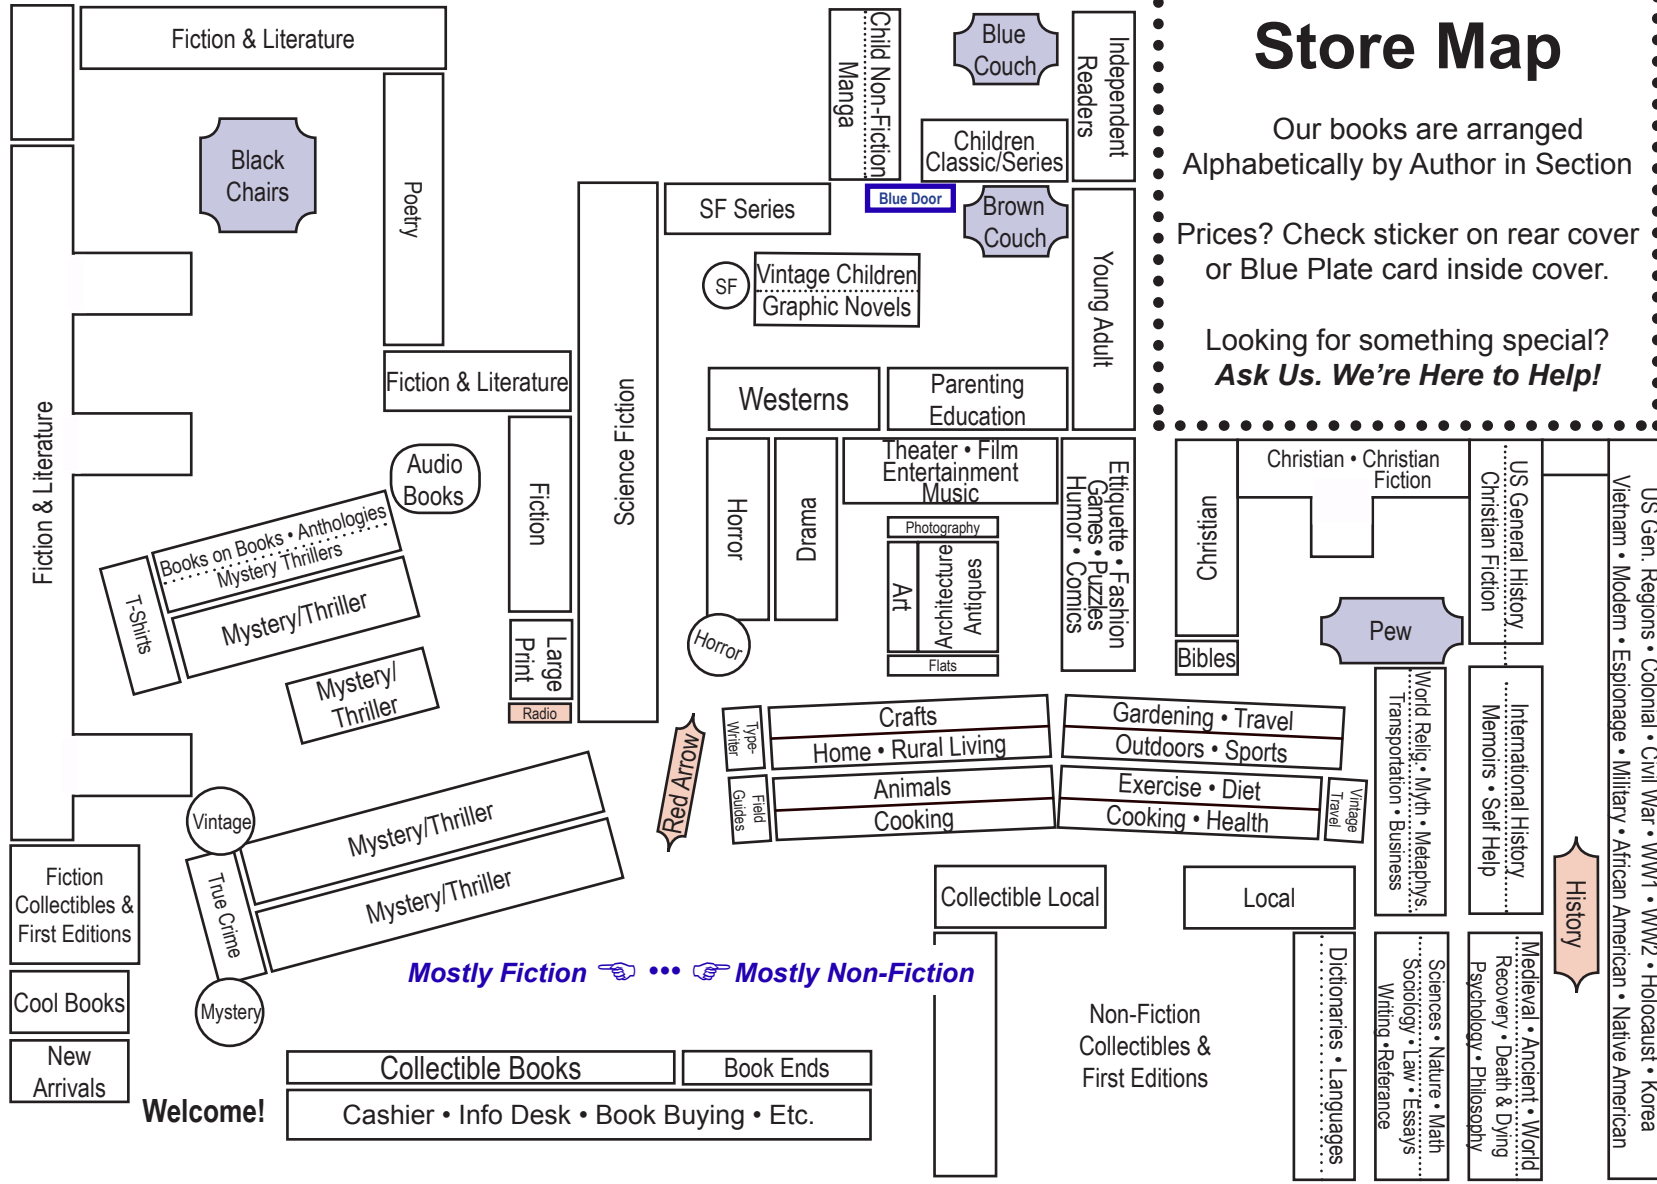 Store Map
Our books are arranged
Alphabetically by Author in Section
Prices? Check sticker on rear cover
or Blue Plate card inside cover.
Looking for something special?
Ask Us. We're Here to Help!
Fiction & Literature
Black
Chairs
Poetry
Fiction & Literature
Fiction & Literature
Audio
Books
Fiction
Science Fiction
Large
Print
Radio
Books on Books • Anthologies
Mystery Thrillers
T-Shirts
Mystery/Thriller
Mystery/
Thriller
Vintage
Mystery/Thriller
Mystery/Thriller
True Crime
Mystery
Fiction
Collectibles &
First Editions
Cool Books
New
Arrivals
Welcome!
Collectible Books
Book Ends
Cashier • Info Desk • Book Buying • Etc.
Mostly Fiction ☜ ••• ☞ Mostly Non-Fiction
Child Non-Fiction
Manga
Blue
Couch
Independent
Readers
Children
Classic/Series
SF Series
Blue Door
Brown
Couch
SF
Vintage Children
Graphic Novels
Young Adult
Westerns
Parenting
Education
Horror
Drama
Theater • Film
Entertainment
Music
Photography
Art
Architecture
Antibques
Flats
Ettiquette • Fashion
Games • Puzzles
Humor • Comics
Horror
Red Arrow
Type-
Writer
Crafts
Home • Rural Living
Gardening • Travel
Outdoors • Sports
Field
Guides
Animals
Cooking
Exercise • Diet
Cooking • Health
Vintage
Travel
Collectible Local
Local
Non-Fiction
Collectibles &
First Editions
Christian
Bibles
Christian • Christian
Fiction
US General History
Christian Fiction
Pew
World Relig. • Myth • Metaphys.
Transportation • Business
International History
Memoirs • Self Help
History
Dictionaries • Languages
Sciences • Nature • Math
Sociology • Law • Essays
Writing •Referance
Medieval • Ancient • World
Recovery • Death & Dying
Psychology • Philosophy
US Gen. Regions • Colonial • Civil War • WW1 • WW2 • Holocaust • Korea
Vietnam • Modern • Espionage • Military • African American • Native American